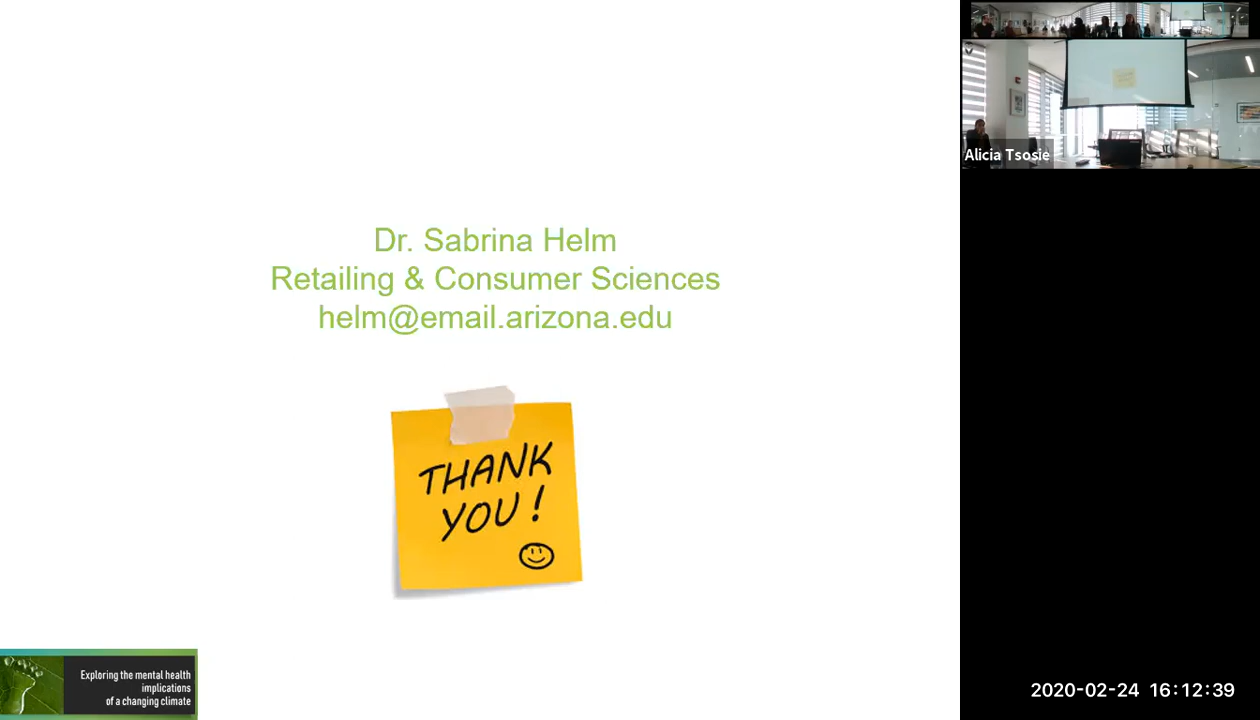 Dr. Sabrina Helm
Retailing & Consumer Sciences
helm@email.arizona.edu
THANK
YOU!
Exploring the mental health
implications
of a changing climate
Alicia Tsosie
2020-02-24 16:12:39